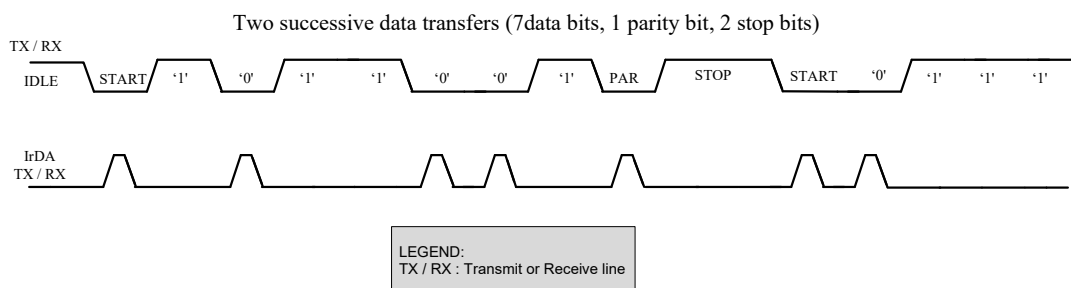 Two successive data transfers (7data bits, 1 parity bit, 2 stop bits)
TX / RX
IDLE START ‘1' ‘0' ‘1' ‘1' ‘0' ‘0' ‘1' PAR STOP START ‘0' ‘1' ‘1' ‘1'
IrDA
TX / RX
LEGEND:
TX / RX : Transmit or Receive line